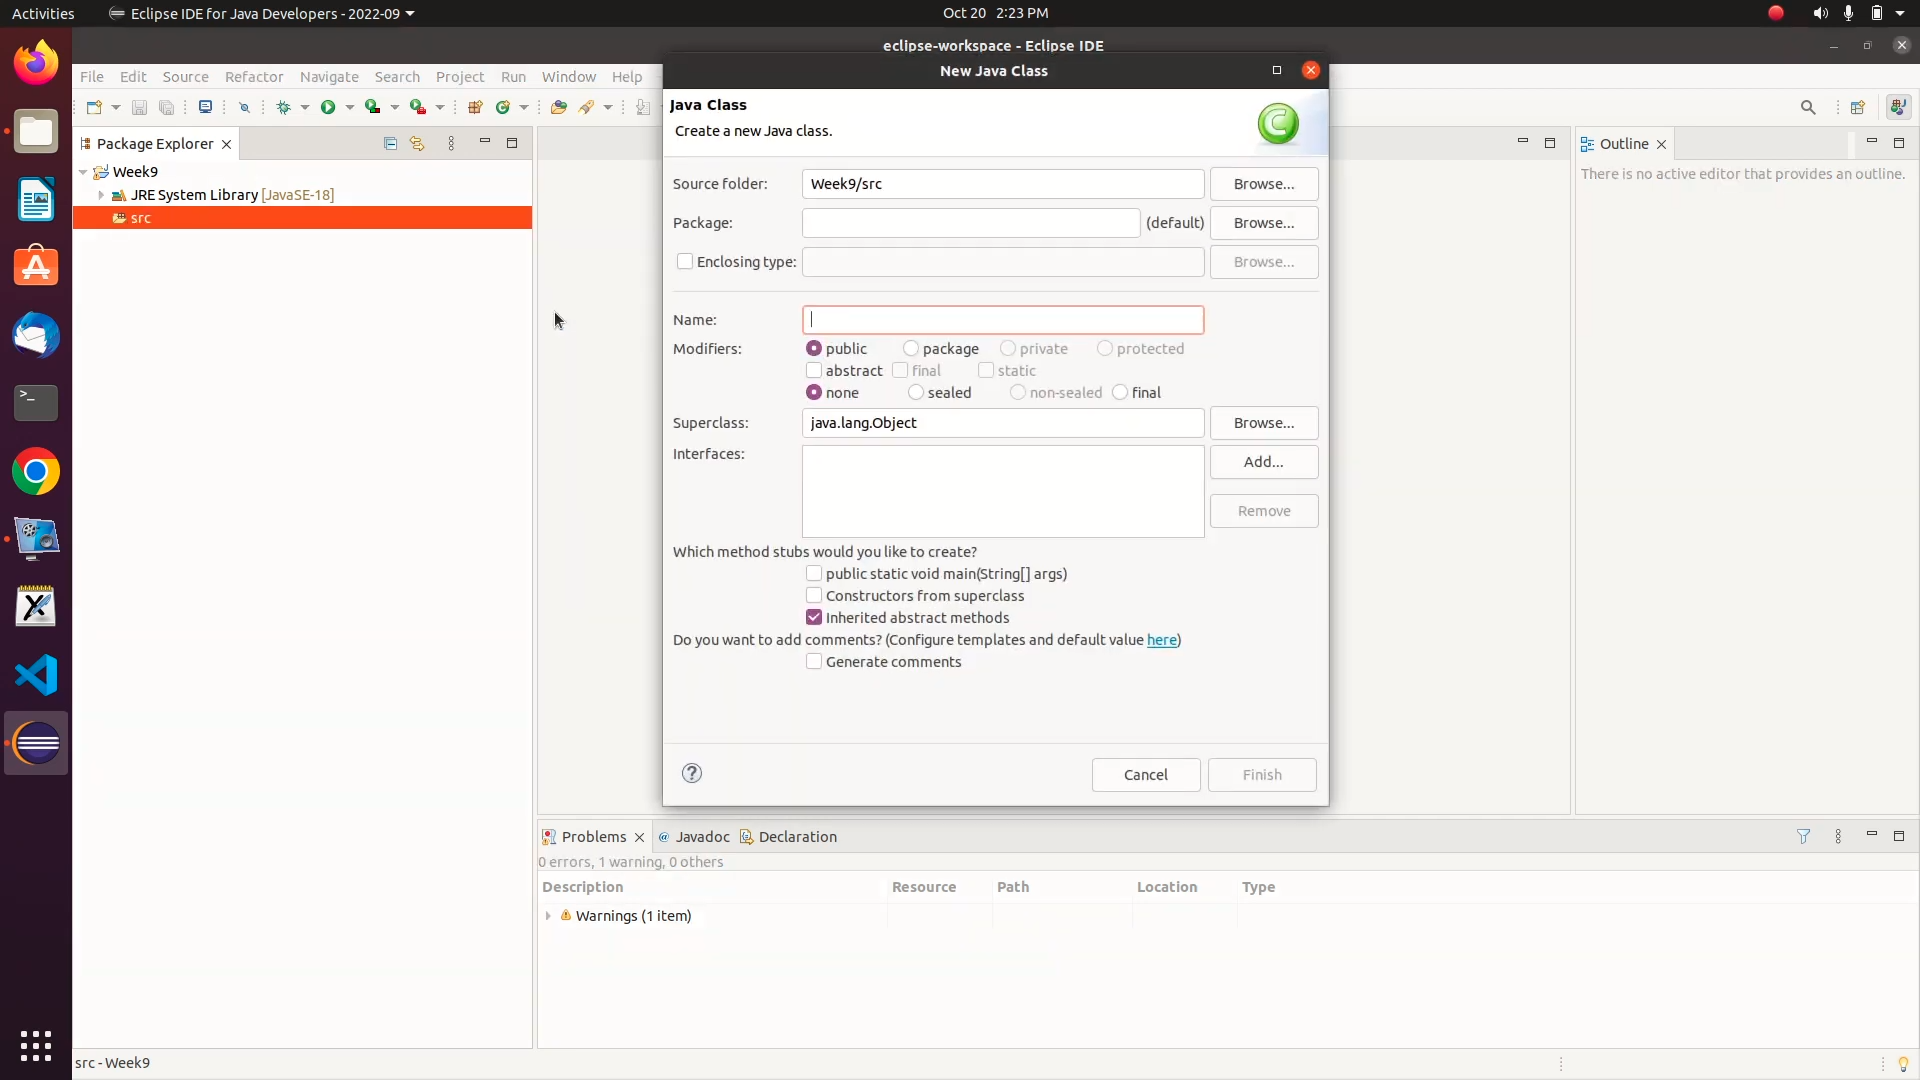 Activities
Eclipse IDE for Java Developers - 2022-09
Oct 20 2:23 PM
eclipse-workspace - Eclipse IDE
File Edit Source Refactor Navigate Search Project Run Window Help
New Java Class
Java Class
Create a new Java class.
Package Explorer
Week9
JRE System Library [JavaSE-18]
src
Source folder: Week9/src Browse...
Package: (default) Browse...
Enclosing type: Browse...
Name:
Modifiers: public package private protected
abstract final static
none sealed non-sealed final
Superclass: java.lang.Object Browse...
Interfaces: Add...
Remove
Which method stubs would you like to create?
public static void main(String[] args)
Constructors from superclass
Inherited abstract methods
Do you want to add comments? (Configure templates and default value here)
Generate comments
Cancel Finish
Outline
There is no active editor that provides an outline.
Problems Javadoc Declaration
0 errors, 1 warning, 0 others
Description Resource Path Location Type
Warnings (1 item)
src - Week9